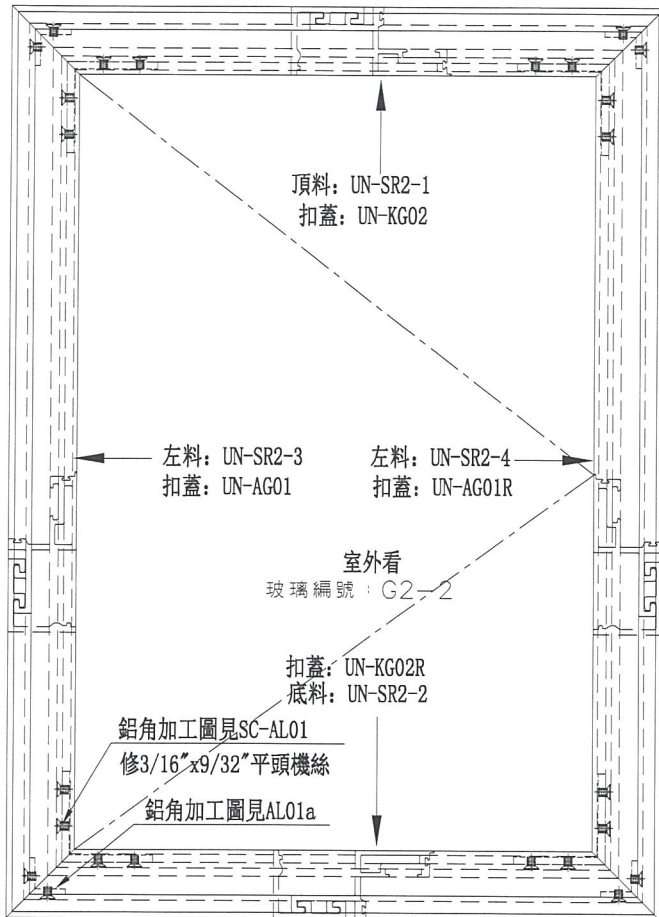 頂料: UN-SR2-1
扣蓋: UN-KG02
左料: UN-SR2-3
扣蓋: UN-AG01
左料: UN-SR2-4
扣蓋: UN-AG01R
室外看
玻璃編號：G2-2
扣蓋: UN-KG02R
底料: UN-SR2-2
鋁角加工圖見SC-AL01
修3/16"x9/32"平頭機絲
鋁角加工圖見AL01a